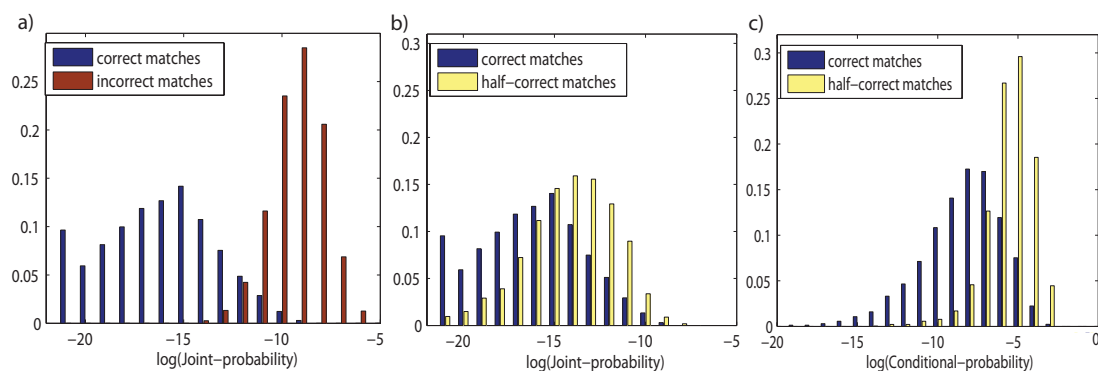 a)
correct matches
incorrect matches
0.25
0.2
0.15
0.1
0.05
0
−20
−15
−10
−5
log(Joint−probability)
b)
correct matches
half−correct matches
0.3
0.25
0.2
0.15
0.1
0.05
0
−20
−15
−10
−5
log(Joint−probability)
c)
correct matches
half−correct matches
0.3
0.25
0.2
0.15
0.1
0.05
0
−20
−15
−10
−5
0
log(Conditional−probability)